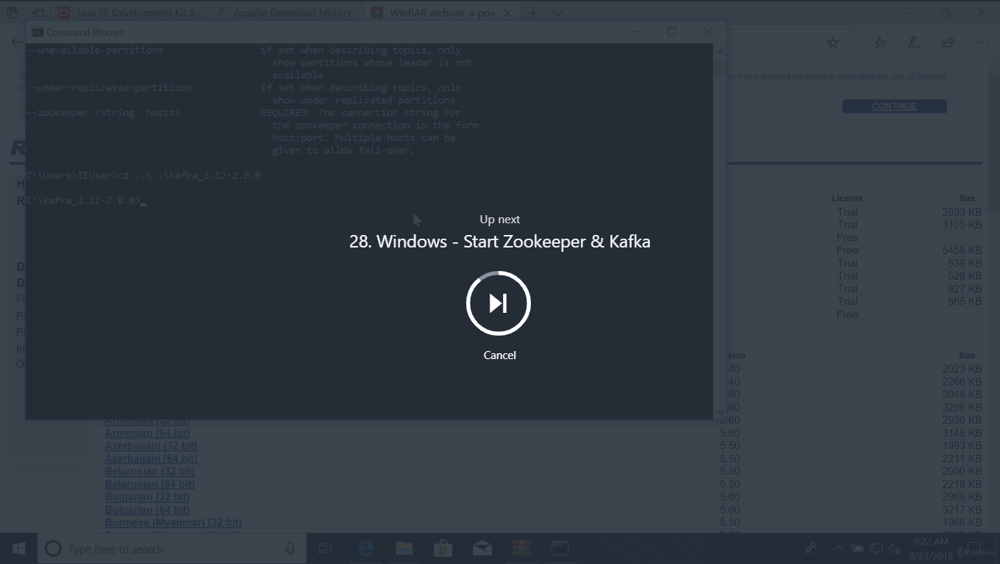 Java SE Development Kit 8 -
Apache Download Mirrors
WinRAR archiver, a pow
Command Prompt
--unavailable-partitions if set when describing topics, only
show partitions whose leader is not
available
--under-replicated-partitions if set when describing topics, only
show under replicated partitions
--zookeeper <String: hosts> REQUIRED: The connection string for
the zookeeper connection in the form
host:port. Multiple hosts can be
given to allow fail-over.
C:\Users\IEUser>cd ..\..\kafka_2.12-2.0.0
C:\kafka_2.12-2.0.0>
or more detailed information regarding the use of cookies
CONTINUE
Up next
28. Windows - Start Zookeeper & Kafka
Cancel
License Size
Trial 2893 KB
Trial 3105 KB
Free
Free 5458 KB
Trial 539 KB
Trial 528 KB
Trial 927 KB
Trial 565 KB
Free
Size
40 2023 KB
40 2266 KB
60 3048 KB
60 3296 KB
Armenian (32 bit) 5.60 2936 KB
Armenian (64 bit) 5.60 3148 KB
Azerbaijani (32 bit) 5.50 1993 KB
Azerbaijani (64 bit) 5.50 2211 KB
Belarusian (32 bit) 5.50 2000 KB
Belarusian (64 bit) 5.50 2218 KB
Bulgarian (32 bit) 5.60 2968 KB
Bulgarian (64 bit) 5.60 3217 KB
Burmese (Myanmar) (32 bit) 5.50 1986 KB
Type here to search
8:22 AM
8/23/2018